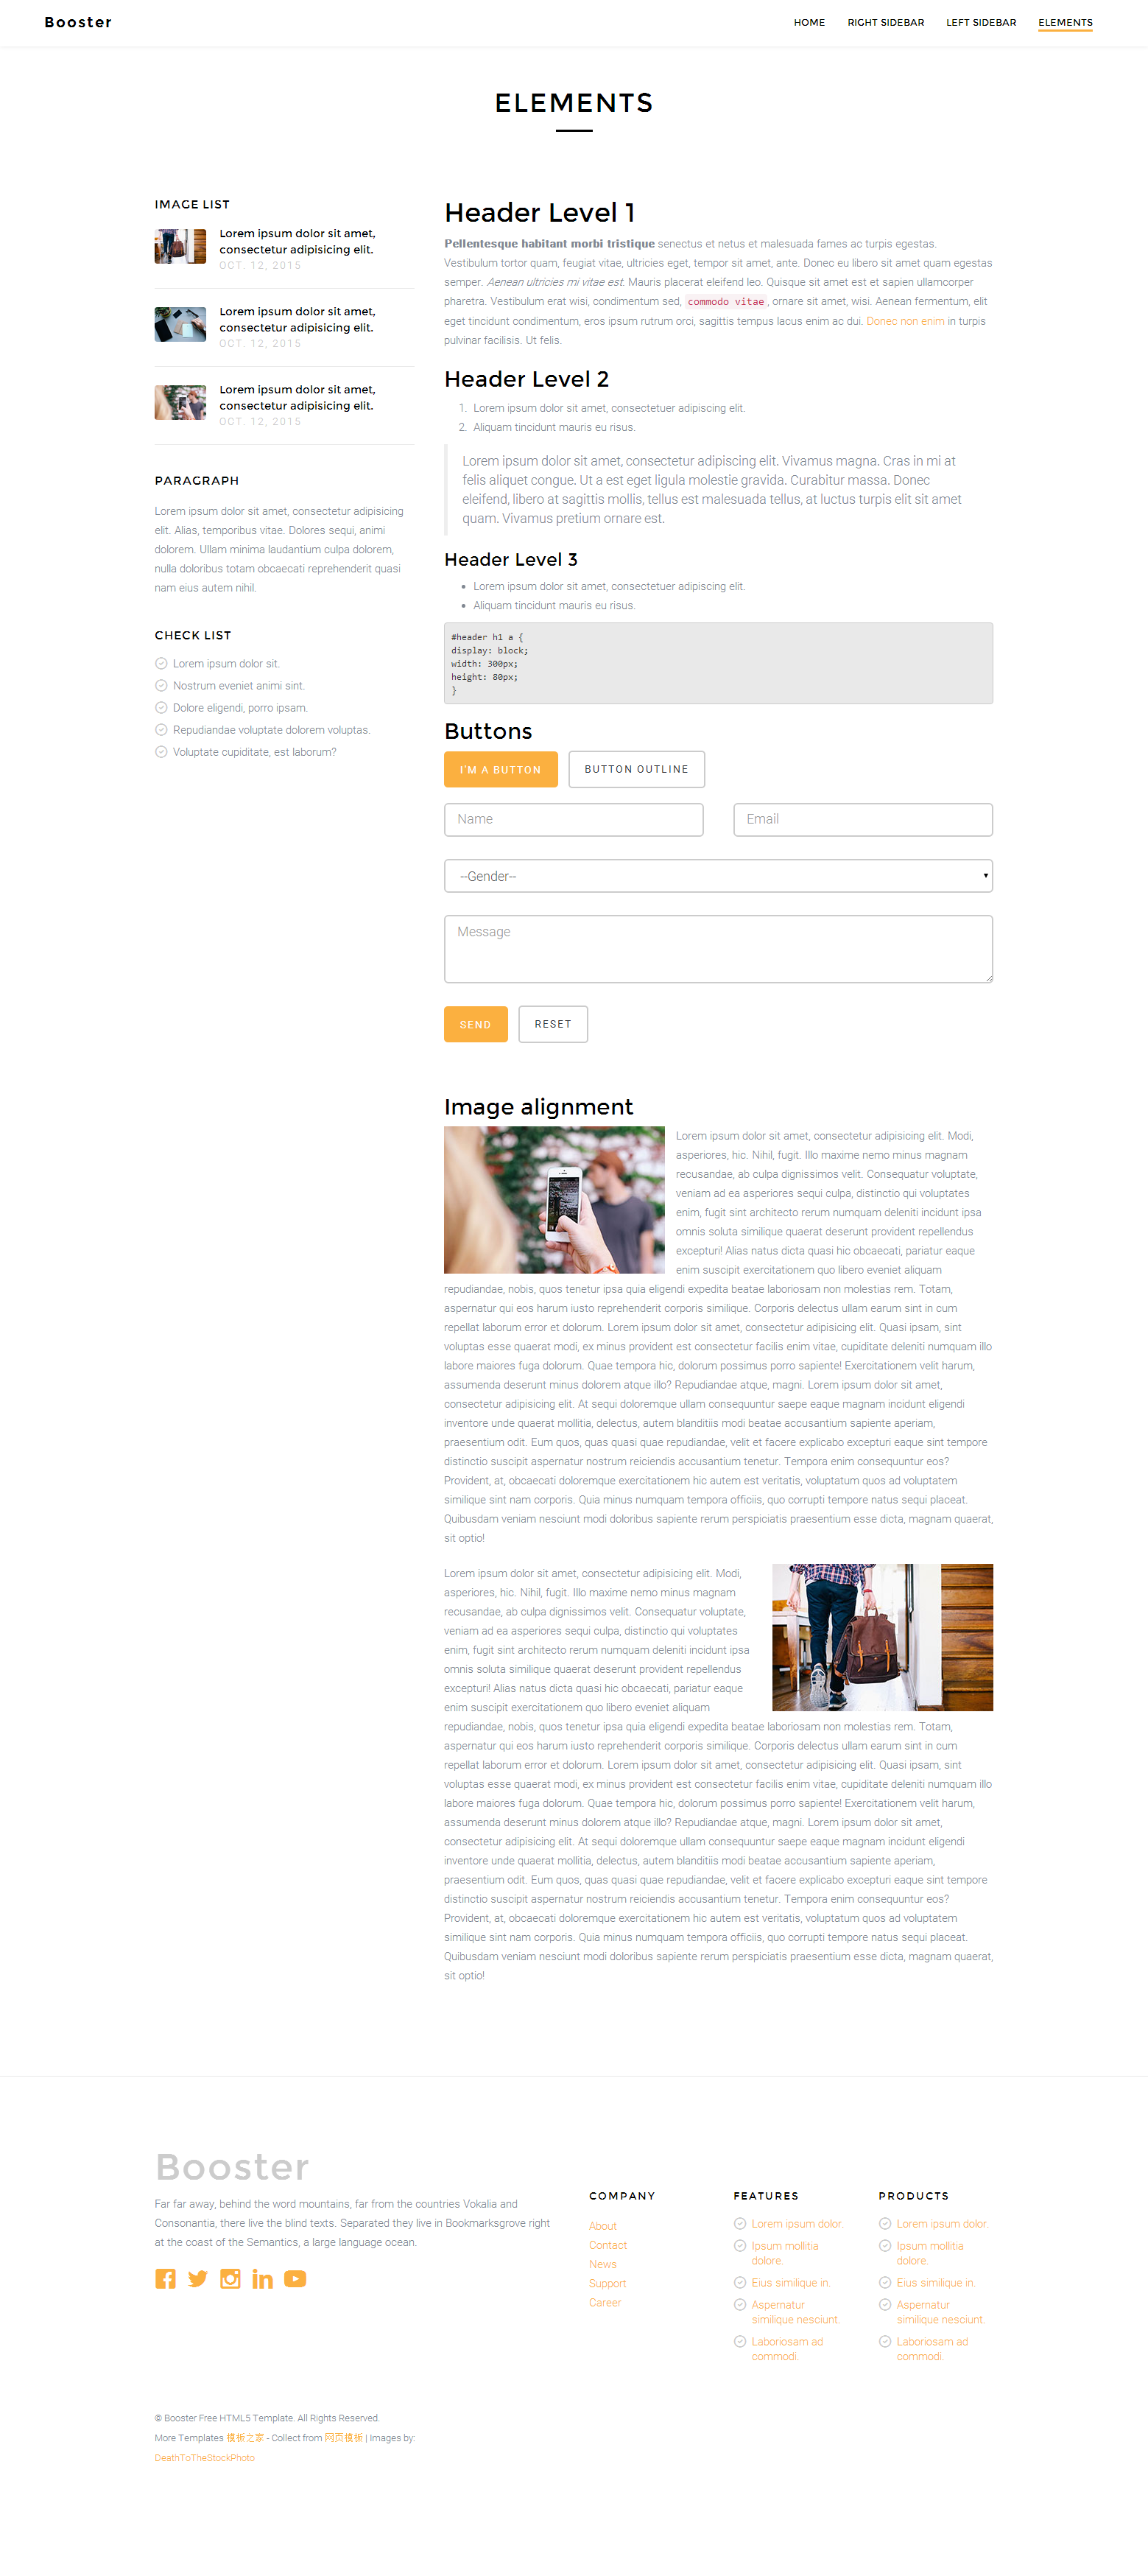 Booster
HOME RIGHT SIDEBAR LEFT SIDEBAR ELEMENTS
ELEMENTS
IMAGE LIST
Lorem ipsum dolor sit amet,
consectetur adipisicing elit.
OCT. 12, 2015
Lorem ipsum dolor sit amet,
consectetur adipisicing elit.
OCT. 12, 2015
Lorem ipsum dolor sit amet,
consectetur adipisicing elit.
OCT. 12, 2015
PARAGRAPH
Lorem ipsum dolor sit amet, consectetur adipisicing
elit. Alias, temporibus vitae. Dolores sequi, animi
dolorem. Ullam minima laudantium culpa dolorem,
nulla doloribus totam obcaecati reprehenderit quasi
nam eius autem nihil.
CHECK LIST
Lorem ipsum dolor sit.
Nostrum eveniet animi sint.
Dolore eligendi, porro ipsam.
Repudiandae voluptate dolorem voluptas.
Voluptate cupiditate, est laborum?
Header Level 1
Pellentesque habitant morbi tristique senectus et netus et malesuada fames ac turpis egestas.
Vestibulum tortor quam, feugiat vitae, ultricies eget, tempor sit amet, ante. Donec eu libero sit amet quam egestas
semper. Aenean ultricies mi vitae est. Mauris placerat eleifend leo. Quisque sit amet est et sapien ullamcorper
pharetra. Vestibulum erat wisi, condimentum sed, commodo vitae, ornare sit amet, wisi. Aenean fermentum, elit
eget tincidunt condimentum, eros ipsum rutrum orci, sagittis tempus lacus enim ac dui. Donec non enim in turpis
pulvinar facilisis. Ut felis.
Header Level 2
1. Lorem ipsum dolor sit amet, consectetuer adipiscing elit.
2. Aliquam tincidunt mauris eu risus.
Lorem ipsum dolor sit amet, consectetur adipiscing elit. Vivamus magna. Cras in mi at
felis aliquet congue. Ut a est eget ligula molestie gravida. Curabitur massa. Donec
eleifend, libero at sagittis mollis, tellus est malesuada tellus, at luctus turpis elit sit amet
quam. Vivamus pretium ornare est.
Header Level 3
• Lorem ipsum dolor sit amet, consectetuer adipiscing elit.
• Aliquam tincidunt mauris eu risus.
#header h1 a {
display: block;
width: 300px;
height: 80px;
}
Buttons
I'M A BUTTON BUTTON OUTLINE
Name Email
--Gender--
Message
SEND RESET
Image alignment
Lorem ipsum dolor sit amet, consectetur adipisicing elit. Modi,
asperiores, hic. Nihil, fugit. Illo maxime nemo minus magnam
recusandae, ab culpa dignissimos velit. Consequatur voluptate,
veniam ad ea asperiores sequi culpa, distinctio qui voluptates
enim, fugit sint architecto rerum numquam deleniti incidunt ipsa
omnis soluta similique quaerat deserunt provident repellendus
excepturi! Alias natus dicta quasi hic obcaecati, pariatur eaque
enim suscipit exercitationem quo libero eveniet aliquam
repudiandae, nobis, quos tenetur ipsa quia eligendi expedita beatae laboriosam non molestias rem. Totam,
aspernatur qui eos harum iusto reprehenderit corporis similique. Corporis delectus ullam earum sint in cum
repellat laborum error et dolorum. Lorem ipsum dolor sit amet, consectetur adipisicing elit. Quasi ipsam, sint
voluptas esse quaerat modi, ex minus provident est consectetur facilis enim vitae, cupiditate deleniti numquam illo
labore maiores fuga dolorum. Quae tempora hic, dolorum possimus porro sapiente! Exercitationem velit harum,
assumenda deserunt minus dolorem atque illo? Repudiandae atque, magni. Lorem ipsum dolor sit amet,
consectetur adipisicing elit. At sequi doloremque ullam consequuntur saepe eaque magnam incidunt eligendi
inventore unde quaerat mollitia, delectus, autem blanditiis modi beatae accusantium sapiente aperiam,
praesentium odit. Eum quos, quas quasi quae repudiandae, velit et facere explicabo excepturi eaque sint tempore
distinctio suscipit aspernatur nostrum reiciendis accusantium tenetur. Tempora enim consequuntur eos?
Provident, at, obcaecati doloremque exercitationem hic autem est veritatis, voluptatum quos ad voluptatem
similique sint nam corporis. Quia minus numquam tempora officiis, quo corrupti tempore natus sequi placeat.
Quibusdam veniam nesciunt modi doloribus sapiente rerum perspiciatis praesentium esse dicta, magnam quaerat,
sit optio!
Lorem ipsum dolor sit amet, consectetur adipisicing elit. Modi,
asperiores, hic. Nihil, fugit. Illo maxime nemo minus magnam
recusandae, ab culpa dignissimos velit. Consequatur voluptate,
veniam ad ea asperiores sequi culpa, distinctio qui voluptates
enim, fugit sint architecto rerum numquam deleniti incidunt ipsa
omnis soluta similique quaerat deserunt provident repellendus
excepturi! Alias natus dicta quasi hic obcaecati, pariatur eaque
enim suscipit exercitationem quo libero eveniet aliquam
repudiandae, nobis, quos tenetur ipsa quia eligendi expedita beatae laboriosam non molestias rem. Totam,
aspernatur qui eos harum iusto reprehenderit corporis similique. Corporis delectus ullam earum sint in cum
repellat laborum error et dolorum. Lorem ipsum dolor sit amet, consectetur adipisicing elit. Quasi ipsam, sint
voluptas esse quaerat modi, ex minus provident est consectetur facilis enim vitae, cupiditate deleniti numquam illo
labore maiores fuga dolorum. Quae tempora hic, dolorum possimus porro sapiente! Exercitationem velit harum,
assumenda deserunt minus dolorem atque illo? Repudiandae atque, magni. Lorem ipsum dolor sit amet,
consectetur adipisicing elit. At sequi doloremque ullam consequuntur saepe eaque magnam incidunt eligendi
inventore unde quaerat mollitia, delectus, autem blanditiis modi beatae accusantium sapiente aperiam,
praesentium odit. Eum quos, quas quasi quae repudiandae, velit et facere explicabo excepturi eaque sint tempore
distinctio suscipit aspernatur nostrum reiciendis accusantium tenetur. Tempora enim consequuntur eos?
Provident, at, obcaecati doloremque exercitationem hic autem est veritatis, voluptatum quos ad voluptatem
similique sint nam corporis. Quia minus numquam tempora officiis, quo corrupti tempore natus sequi placeat.
Quibusdam veniam nesciunt modi doloribus sapiente rerum perspiciatis praesentium esse dicta, magnam quaerat,
sit optio!
Booster
Far far away, behind the word mountains, far from the countries Vokalia and
Consonantia, there live the blind texts. Separated they live in Bookmarksgrove right
at the coast of the Semantics, a large language ocean.
COMPANY
About
Contact
News
Support
Career
FEATURES
Lorem ipsum dolor.
Ipsum mollitia
dolore.
Eius similique in.
Aspernatur
similique nesciunt.
Laboriosam ad
commodi.
PRODUCTS
Lorem ipsum dolor.
Ipsum mollitia
dolore.
Eius similique in.
Aspernatur
similique nesciunt.
Laboriosam ad
commodi.
© Booster Free HTML5 Template. All Rights Reserved.
More Templates 模板之家 - Collect from 网页模板 | Images by:
DeathToTheStockPhoto